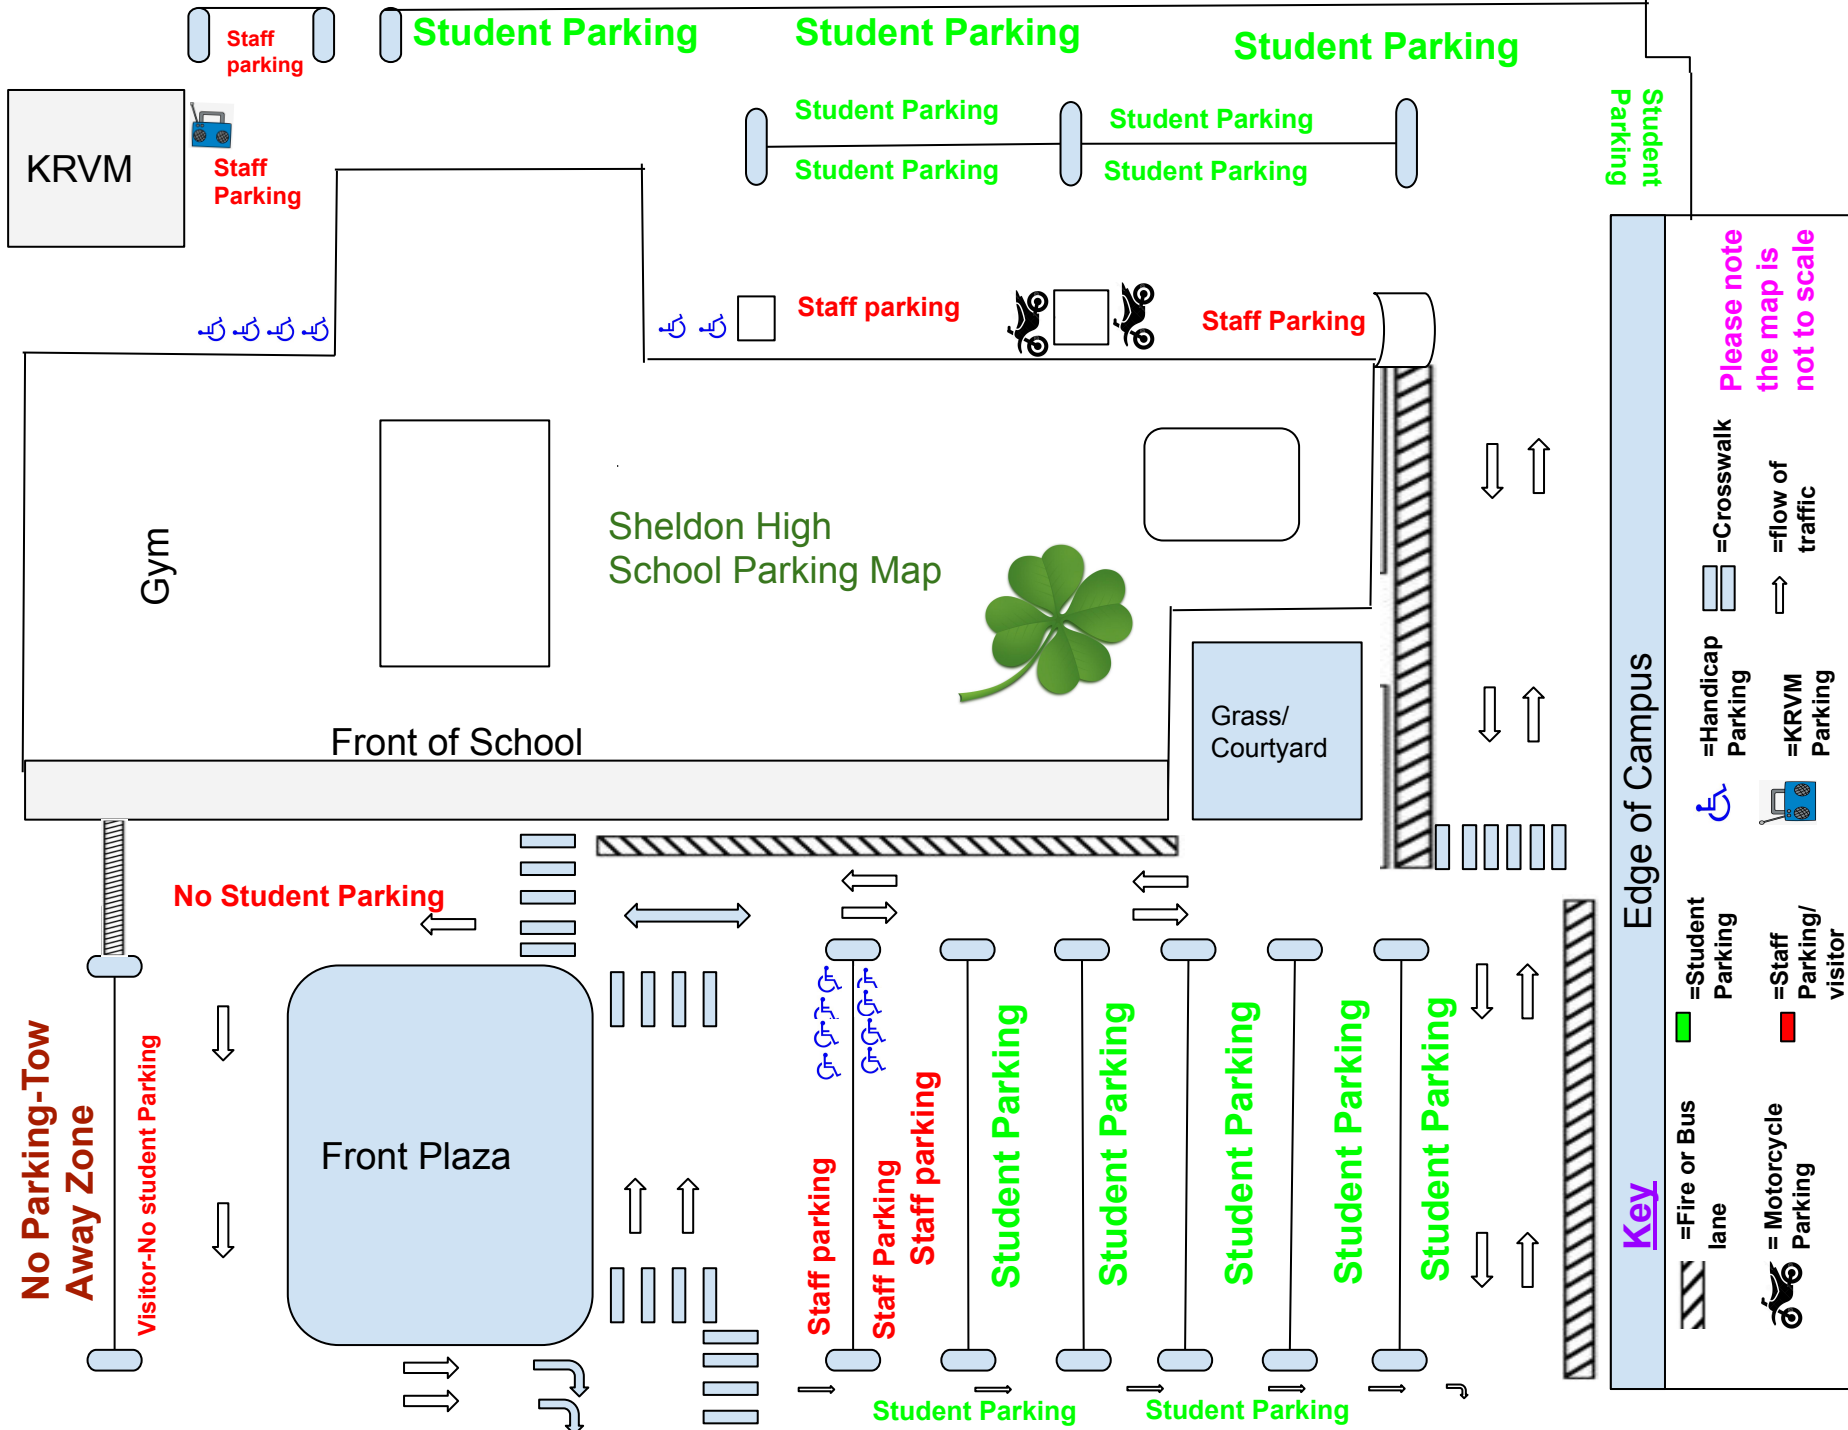 Staff
parking
Student Parking
Student Parking
Student Parking
Student Parking
Student Parking
Student Parking
Student Parking
Student
Parking
KRVM
Staff
Parking
Staff parking
Staff Parking
Please note
the map is
not to scale
Gym
Sheldon High
School Parking Map
Front of School
Grass/
Courtyard
Edge of Campus
=Crosswalk
=flow of
traffic
=Handicap
Parking
=KRVM
Parking
=Student
Parking
=Staff
Parking/
visitor
Key
=Fire or Bus
lane
= Motorcycle
Parking
No Student Parking
No Parking-Tow
Away Zone
Visitor-No student Parking
Front Plaza
Staff parking
Staff Parking
Staff parking
Student Parking
Student Parking
Student Parking
Student Parking
Student Parking
Student Parking
Student Parking